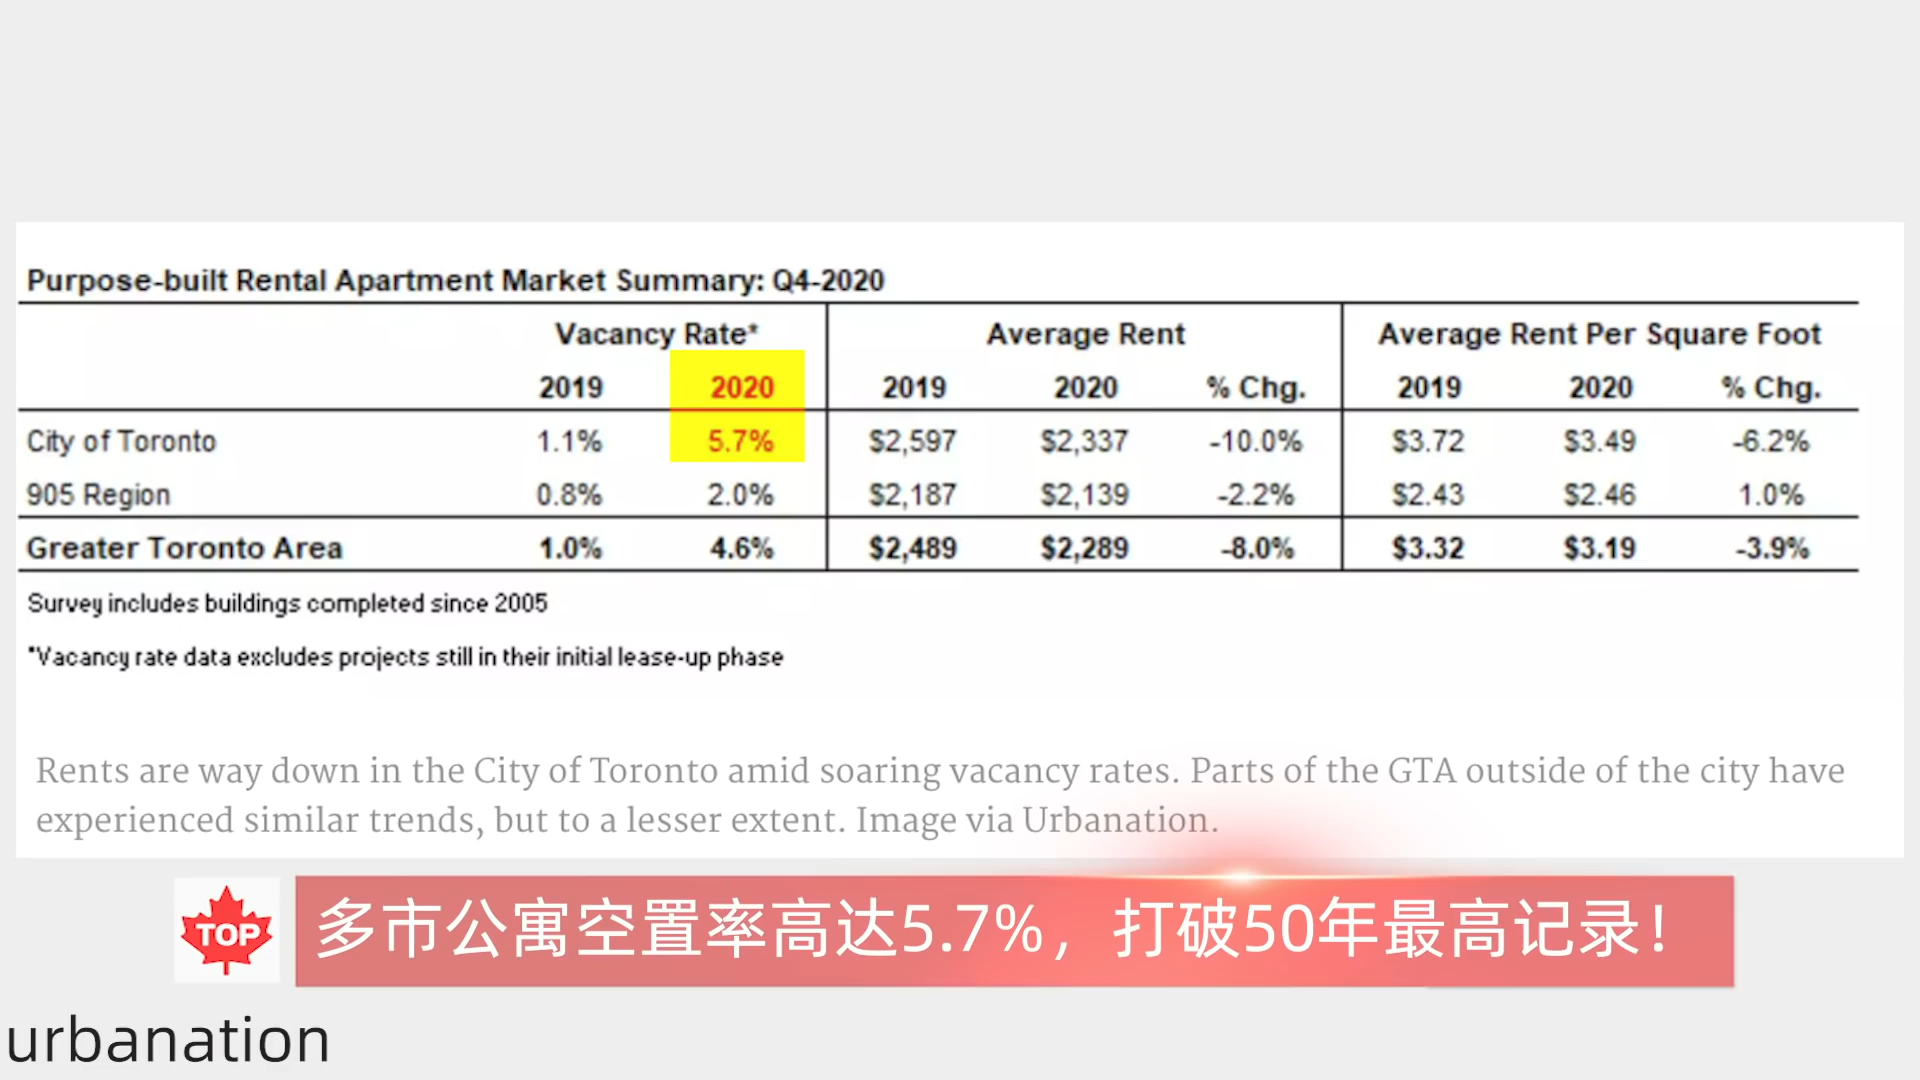 Purpose-built Rental Apartment Market Summary: Q4-2020
Vacancy Rate* Average Rent Average Rent Per Square Foot
2019 2020 2019 2020 % Chg. 2019 2020 % Chg.
City of Toronto 1.1% 5.7% $2,597 $2,337 -10.0% $3.72 $3.49 -6.2%
905 Region 0.8% 2.0% $2,187 $2,139 -2.2% $2.43 $2.46 1.0%
Greater Toronto Area 1.0% 4.6% $2,489 $2,289 -8.0% $3.32 $3.19 -3.9%
Survey includes buildings completed since 2005
*Vacancy rate data excludes projects still in their initial lease-up phase
Rents are way down in the City of Toronto amid soaring vacancy rates. Parts of the GTA outside of the city have
experienced similar trends, but to a lesser extent. Image via Urbanation.
TOP
多市公寓空置率高达5.7%，打破50年最高记录！
urbanation